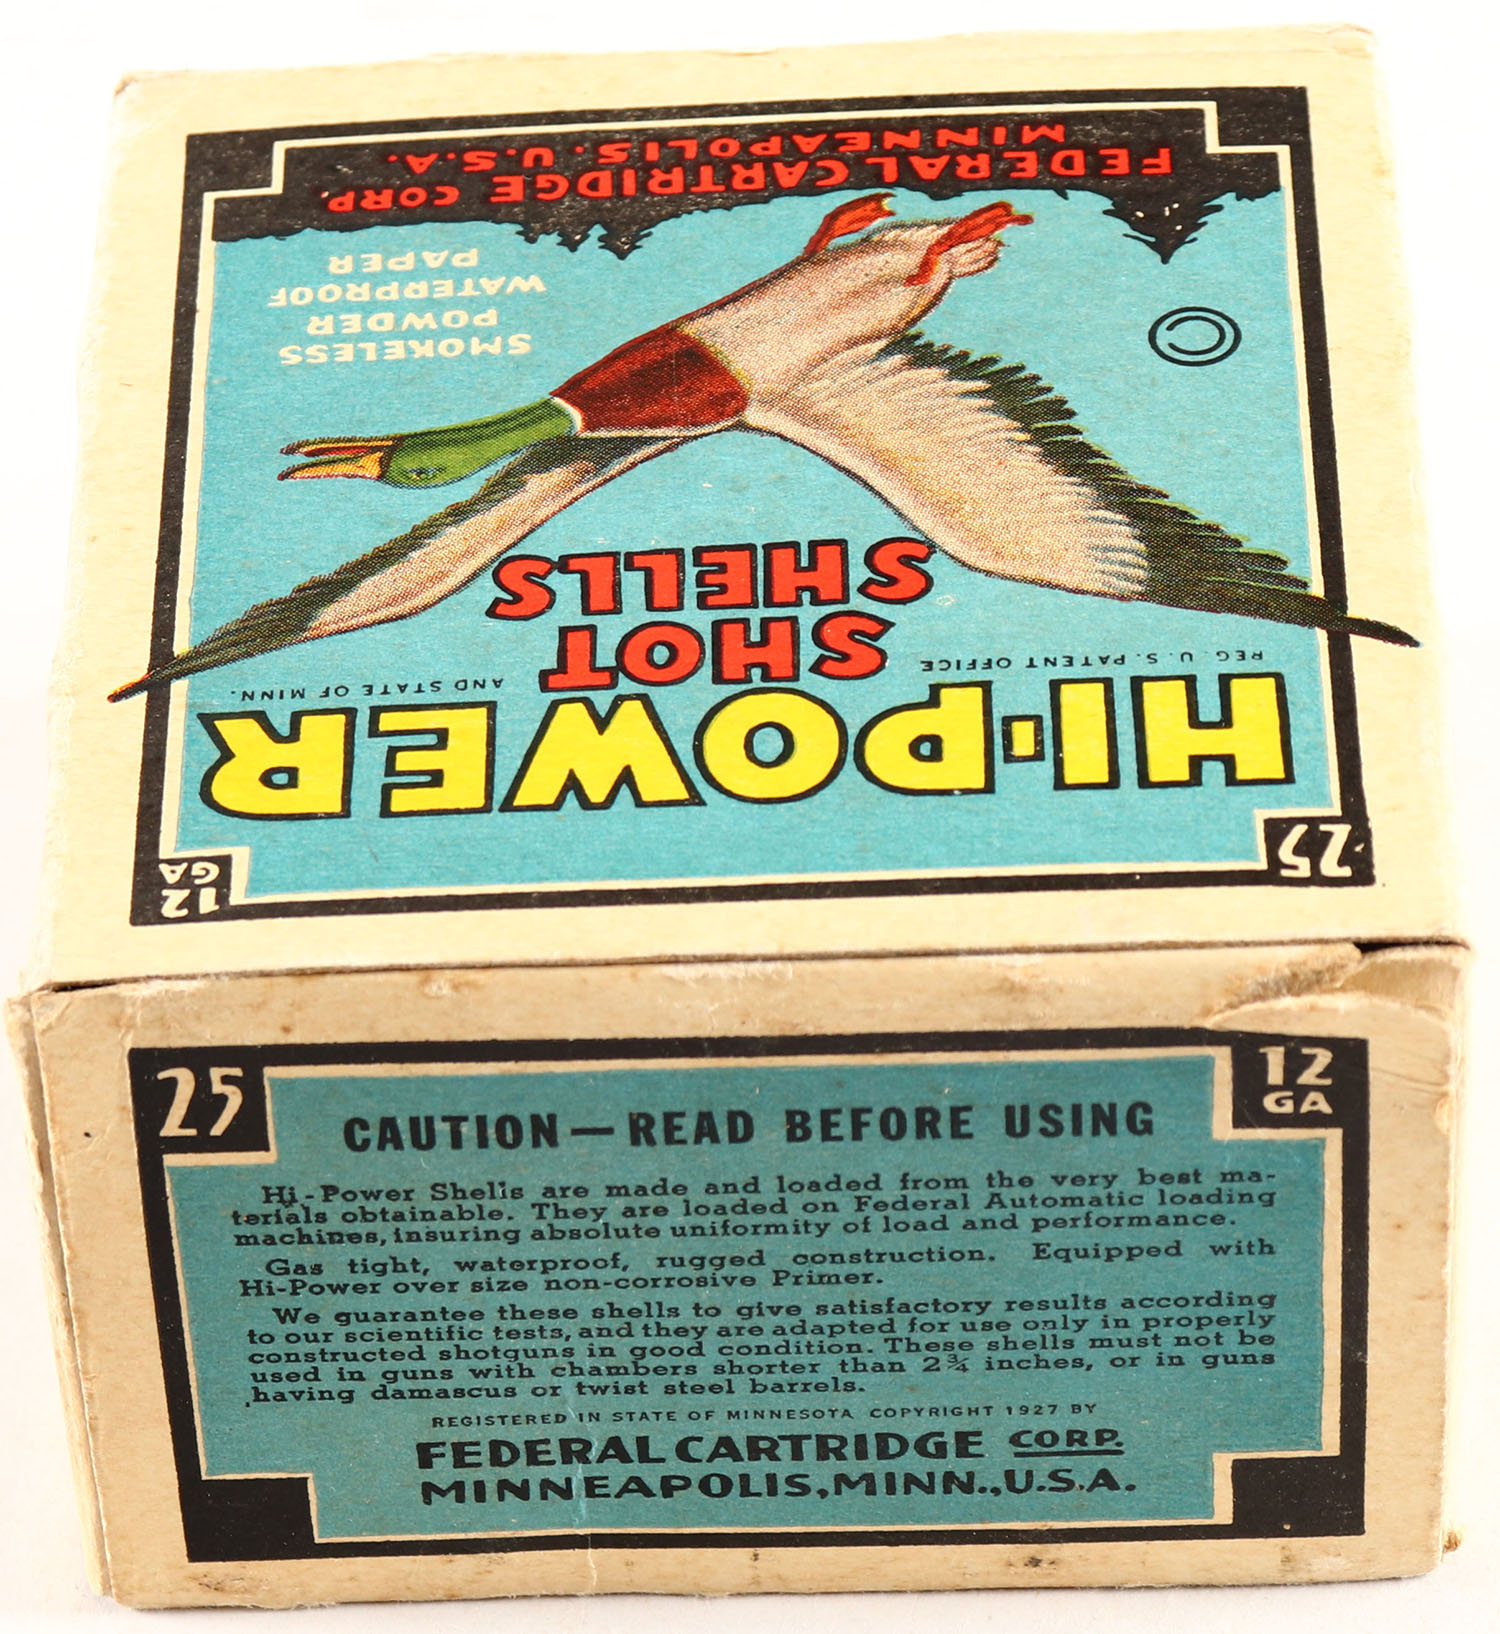 FEDERAL CARTRIDGE CORP.
MINNEAPOLIS. U.S.A.
SMOKELESS
POWDER
WATERPROOF
PAPER
C
SHOT
SHELLS
REG. U.S. PATENT OFFICE
AND STATE OF MINN.
HI-POWER
25
12
GA
25
12
GA
CAUTION—READ BEFORE USING
Hi-Power Shells are made and loaded from the very best ma-
terials obtainable. They are loaded on Federal Automatic loading
machines, insuring absolute uniformity of load and performance.
Gas tight, waterproof, rugged construction. Equipped with
Hi-Power over size non-corrosive Primer.
We guarantee these shells to give satisfactory results according
to our scientific tests, and they are adapted for use only in properly
constructed shotguns in good condition. These shells must not be
used in guns with chambers shorter than 2¾ inches, or in guns
having damascus or twist steel barrels.
REGISTERED IN STATE OF MINNESOTA COPYRIGHT 1927 BY
FEDERAL CARTRIDGE CORP.
MINNEAPOLIS, MINN., U.S.A.